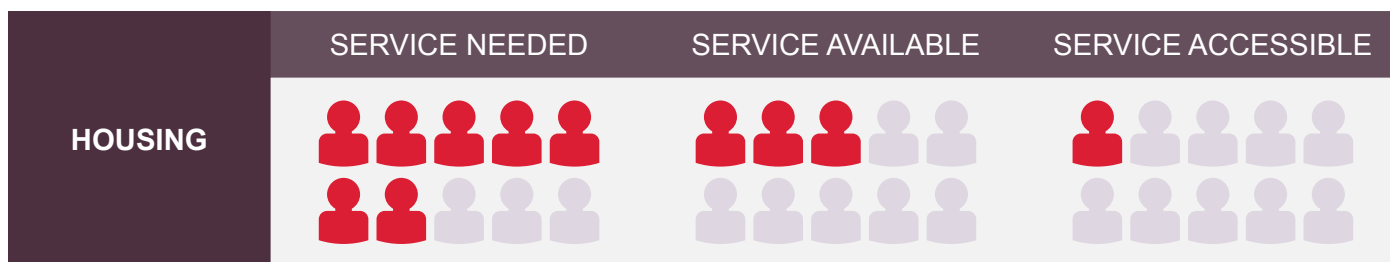 SERVICE NEEDED
SERVICE AVAILABLE
SERVICE ACCESSIBLE
HOUSING